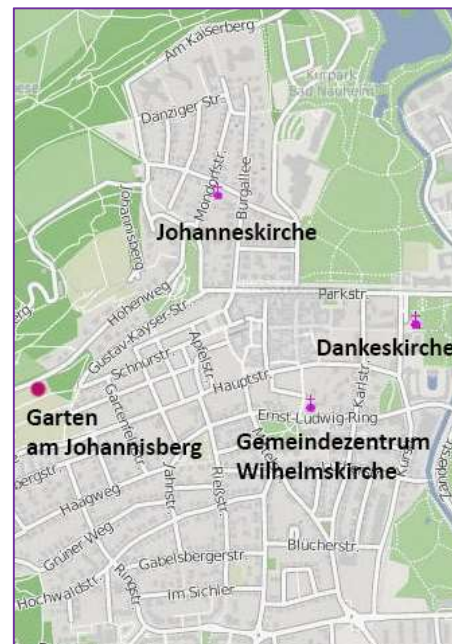 Am Kaiserberg
Kurpark
Bad Nauheim
Danziger Str.
Mondorfstr.
Burgallee
Johannisberg
Johanneskirche
Höhenweg
Parkstr.
Gustav-Kayser-Str.
Dankeskirche
Schnurstr.
Apfelstr.
Hauptstr.
Karlstr.
Garten
am Johannisberg
Ernst-Ludwig-Ring
Gemeindezentrum
Wilhelmskirche
Jahnstr.
Rießstr.
Haagweg
Grüner Weg
Blücherstr.
Gabelsbergerstr.
Hochwaldstr.
Ringstr
Im Sichler